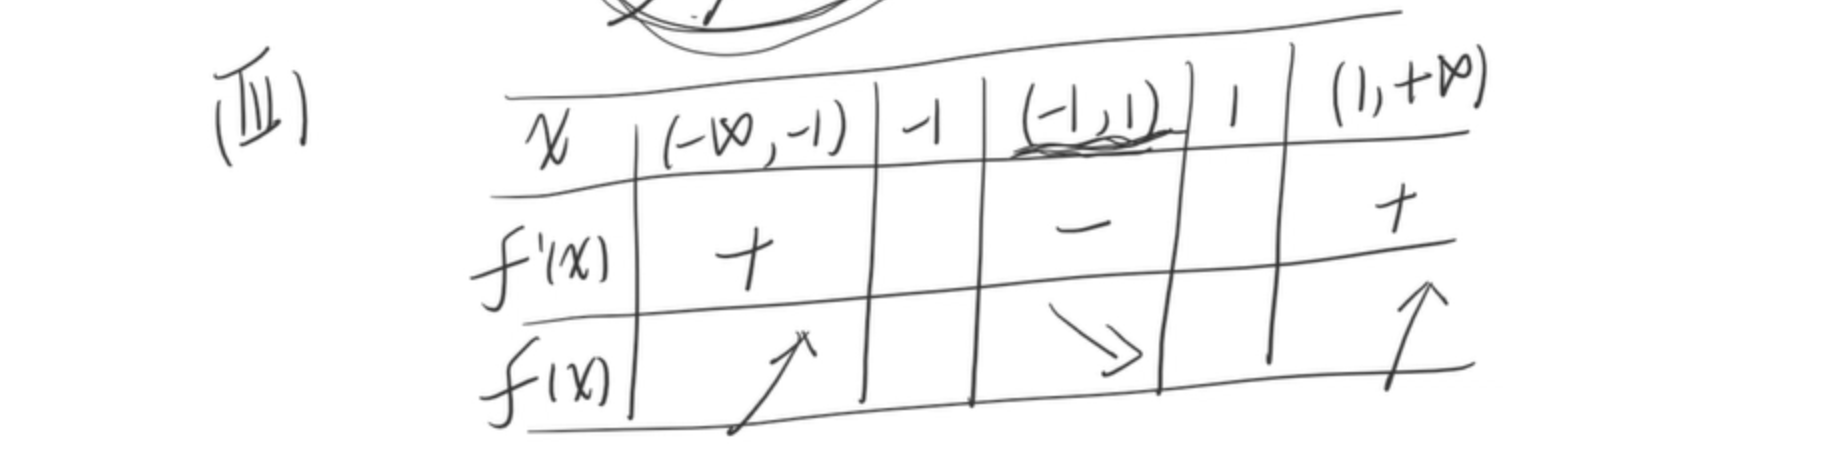 (III)
x (-∞,-1) -1 (-1,1) 1 (1,+∞)
f'(x) + - +
f(x) ↗ ↘ ↗